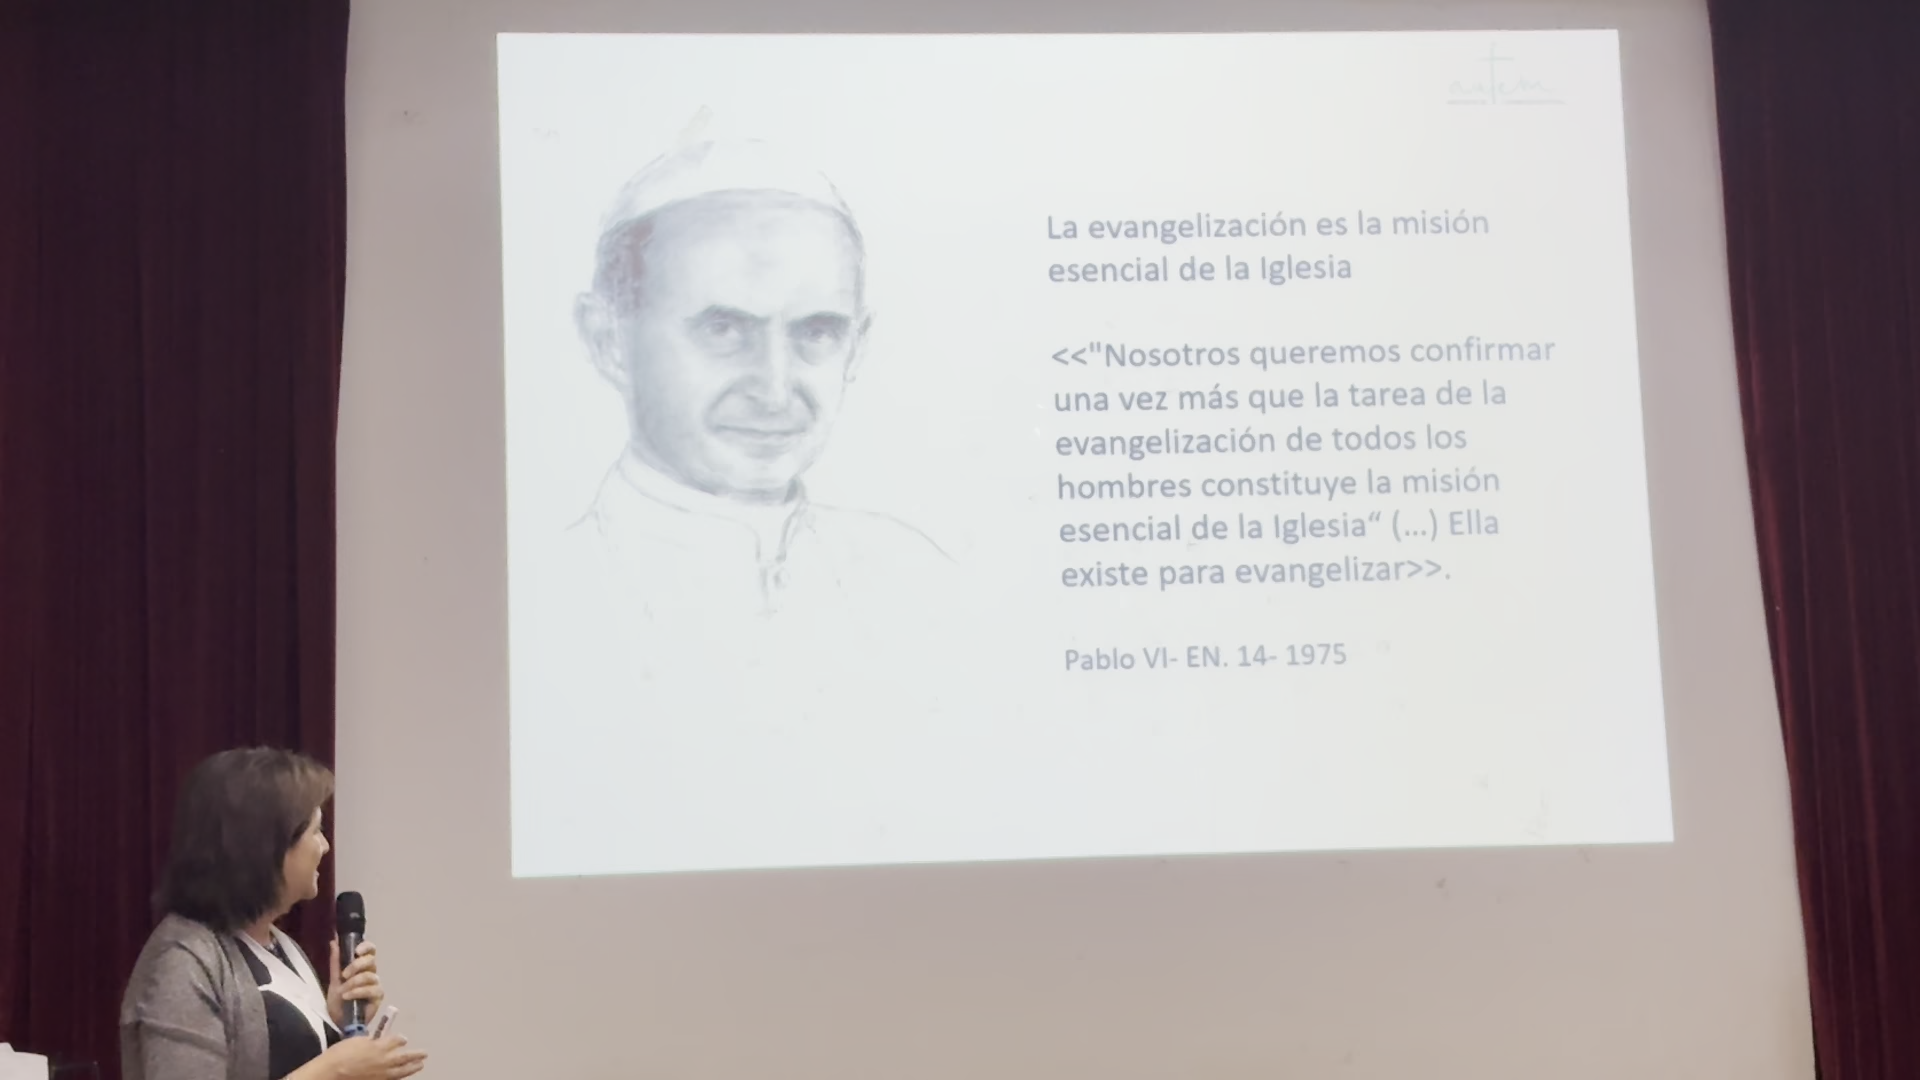 autem
La evangelización es la misión
esencial de la Iglesia
<<"Nosotros queremos confirmar
una vez más que la tarea de la
evangelización de todos los
hombres constituye la misión
esencial de la Iglesia“ (...) Ella
existe para evangelizar>>.
Pablo VI- EN. 14- 1975